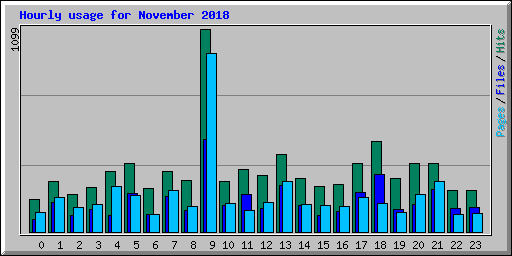 Hourly usage for November 2018
1099
Pages / Files / Hits
0 1 2 3 4 5 6 7 8 9 10 11 12 13 14 15 16 17 18 19 20 21 22 23